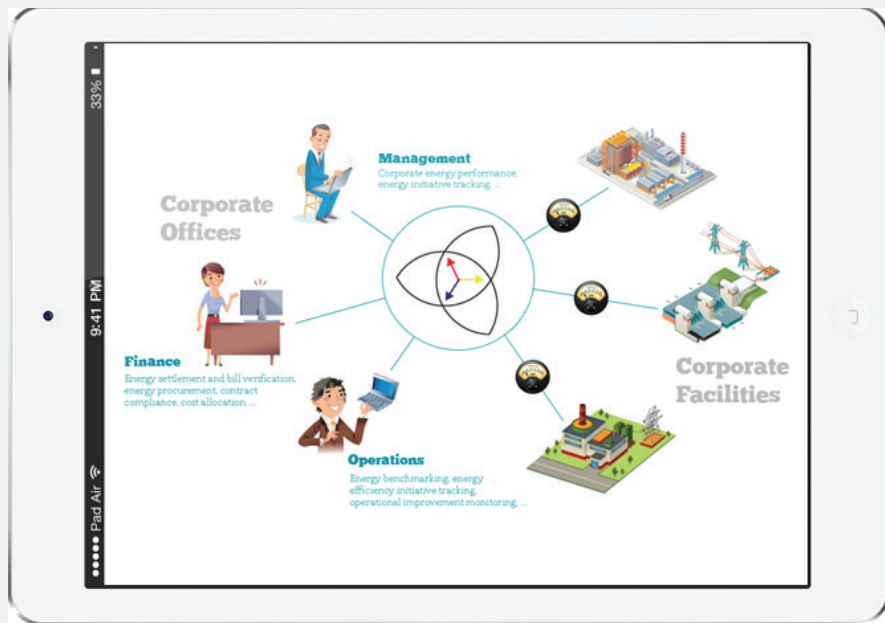 33%
9:41 PM
Pad Air
Corporate
Offices
Management
Corporate energy performance,
energy initiative tracking, ...
Finance
Energy settlement and bill verification,
energy procurement, contract
compliance, cost allocation, ...
Operations
Energy benchmarking, energy
efficiency initiative tracking,
operational improvement monitoring, ...
Corporate
Facilities